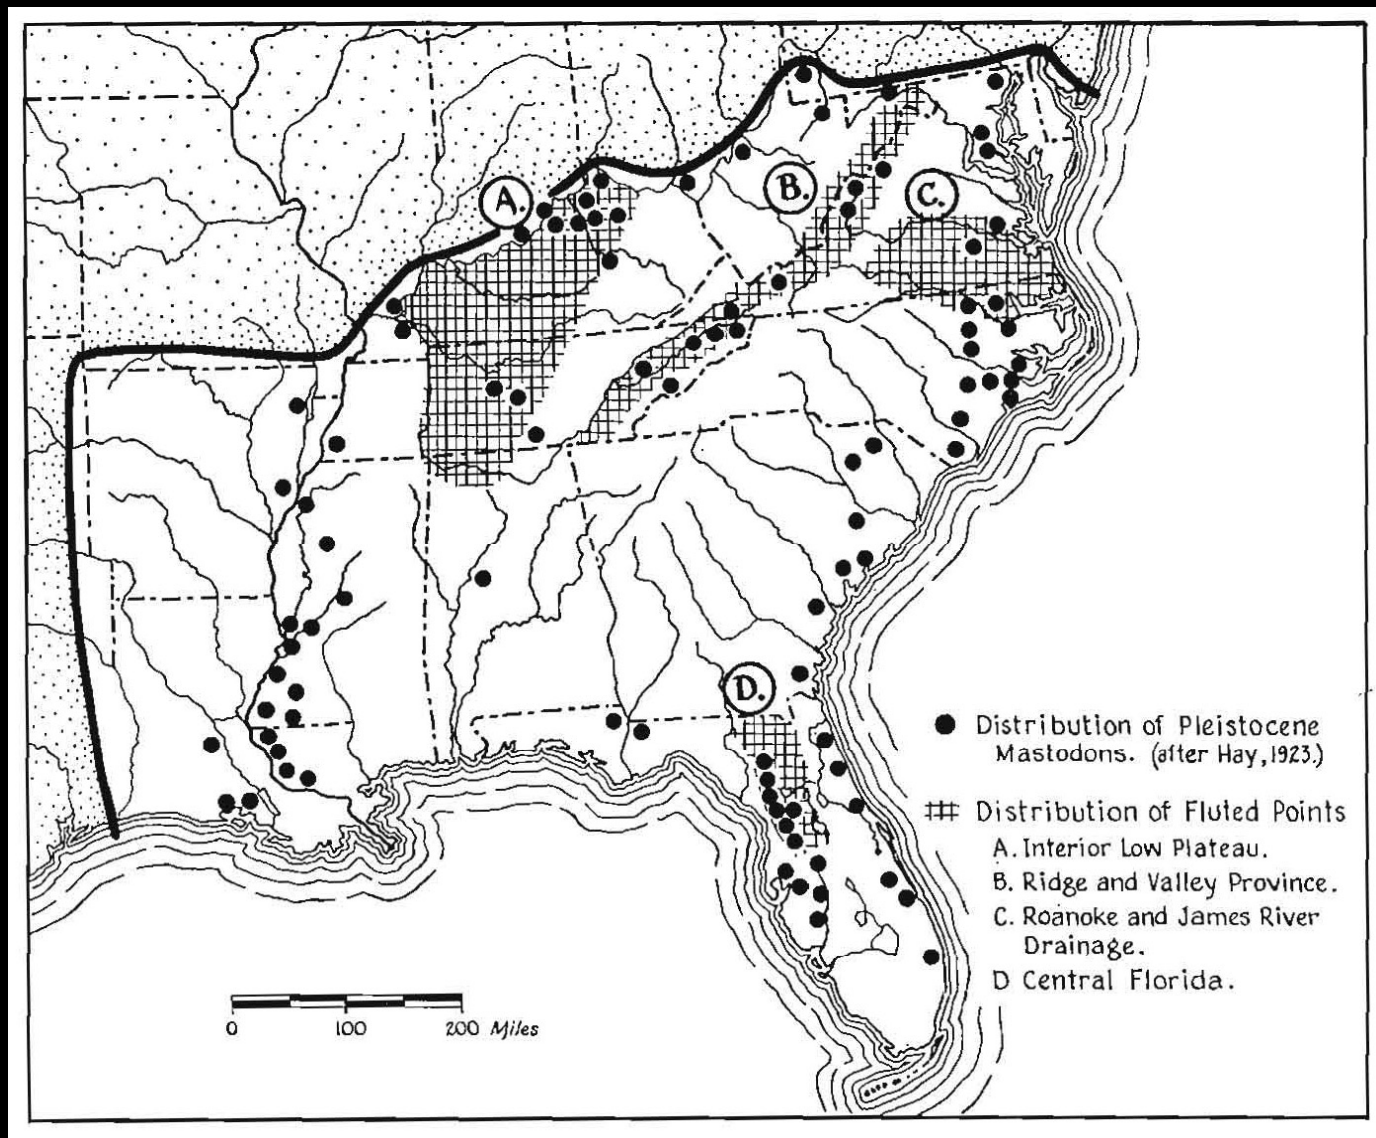 A.
B.
C.
D.
Distribution of Pleistocene
Mastodons. (after Hay, 1923.)
Distribution of Fluted Points
A. Interior Low Plateau.
B. Ridge and Valley Province.
C. Roanoke and James River
Drainage.
D Central Florida.
0 100 200 Miles